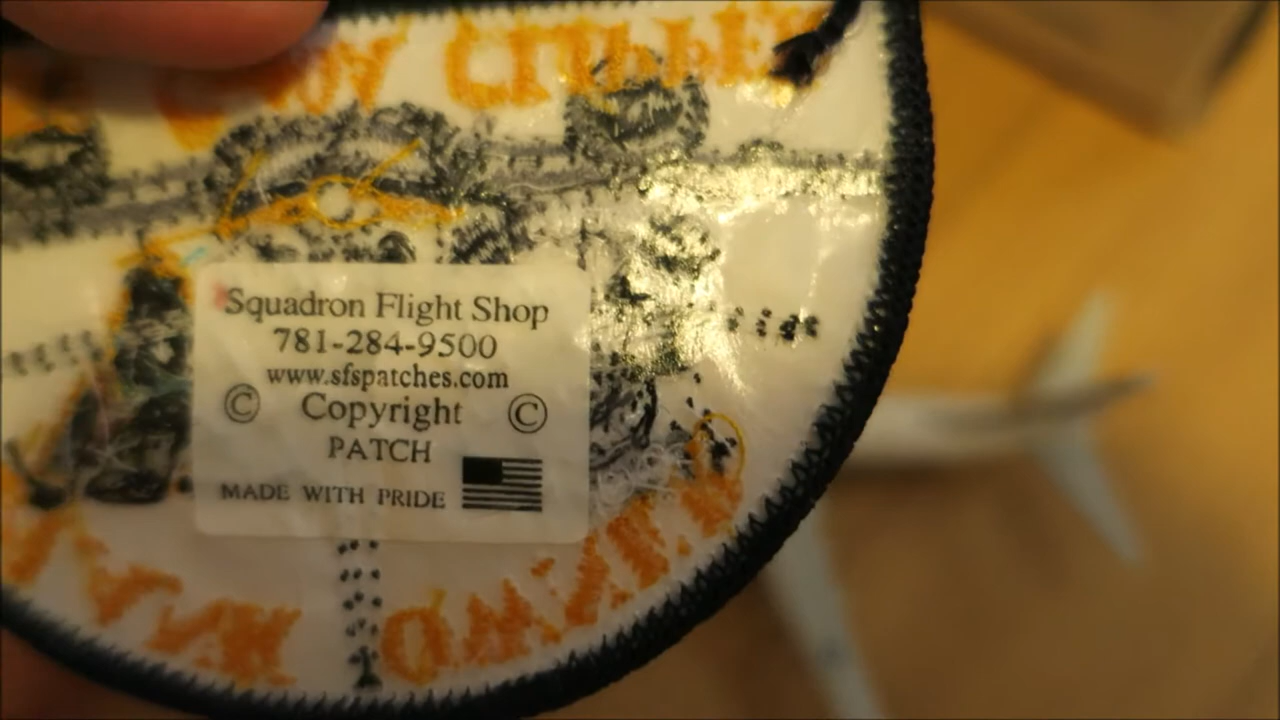 Squadron Flight Shop
781-284-9500
www.sfspatches.com
© Copyright ©
PATCH
MADE WITH PRIDE